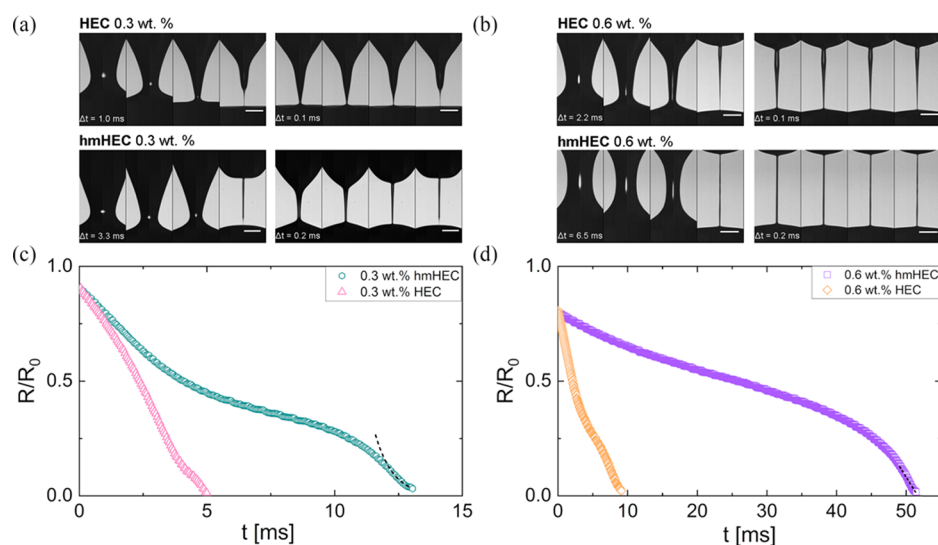 (a)
HEC 0.3 wt. %
Δt = 1.0 ms
Δt = 0.1 ms
hmHEC 0.3 wt. %
Δt = 3.3 ms
Δt = 0.2 ms
(b)
HEC 0.6 wt. %
Δt = 2.2 ms
Δt = 0.1 ms
hmHEC 0.6 wt. %
Δt = 6.5 ms
Δt = 0.2 ms
(c)
1.0
0.5
0.0
R/R0
0.3 wt.% hmHEC
0.3 wt.% HEC
0
5
10
15
t [ms]
(d)
1.0
0.5
0.0
R/R0
0.6 wt.% hmHEC
0.6 wt.% HEC
0
10
20
30
40
50
t [ms]